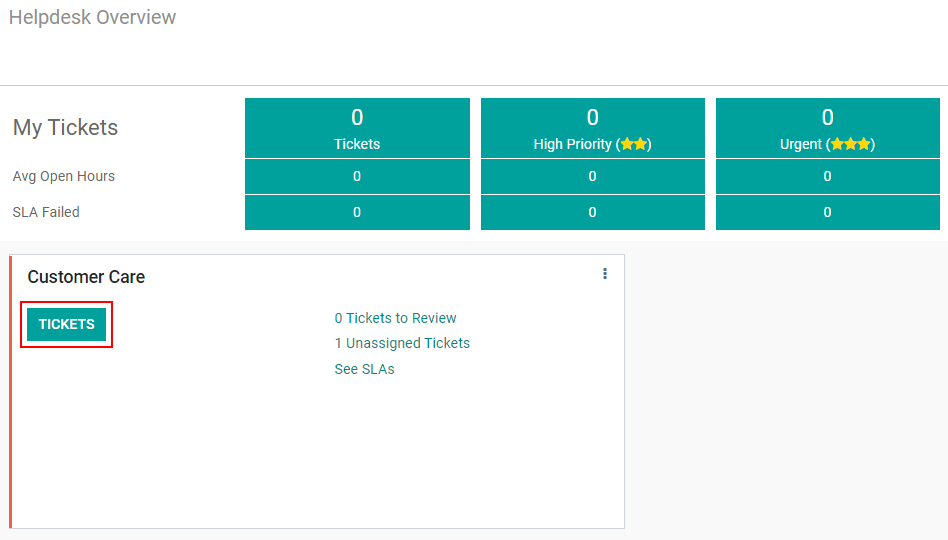 Helpdesk Overview
My Tickets
0
Tickets
0
High Priority (★★)
0
Urgent (★★★)
Avg Open Hours
0
0
0
SLA Failed
0
0
0
Customer Care
TICKETS
0 Tickets to Review
1 Unassigned Tickets
See SLAs